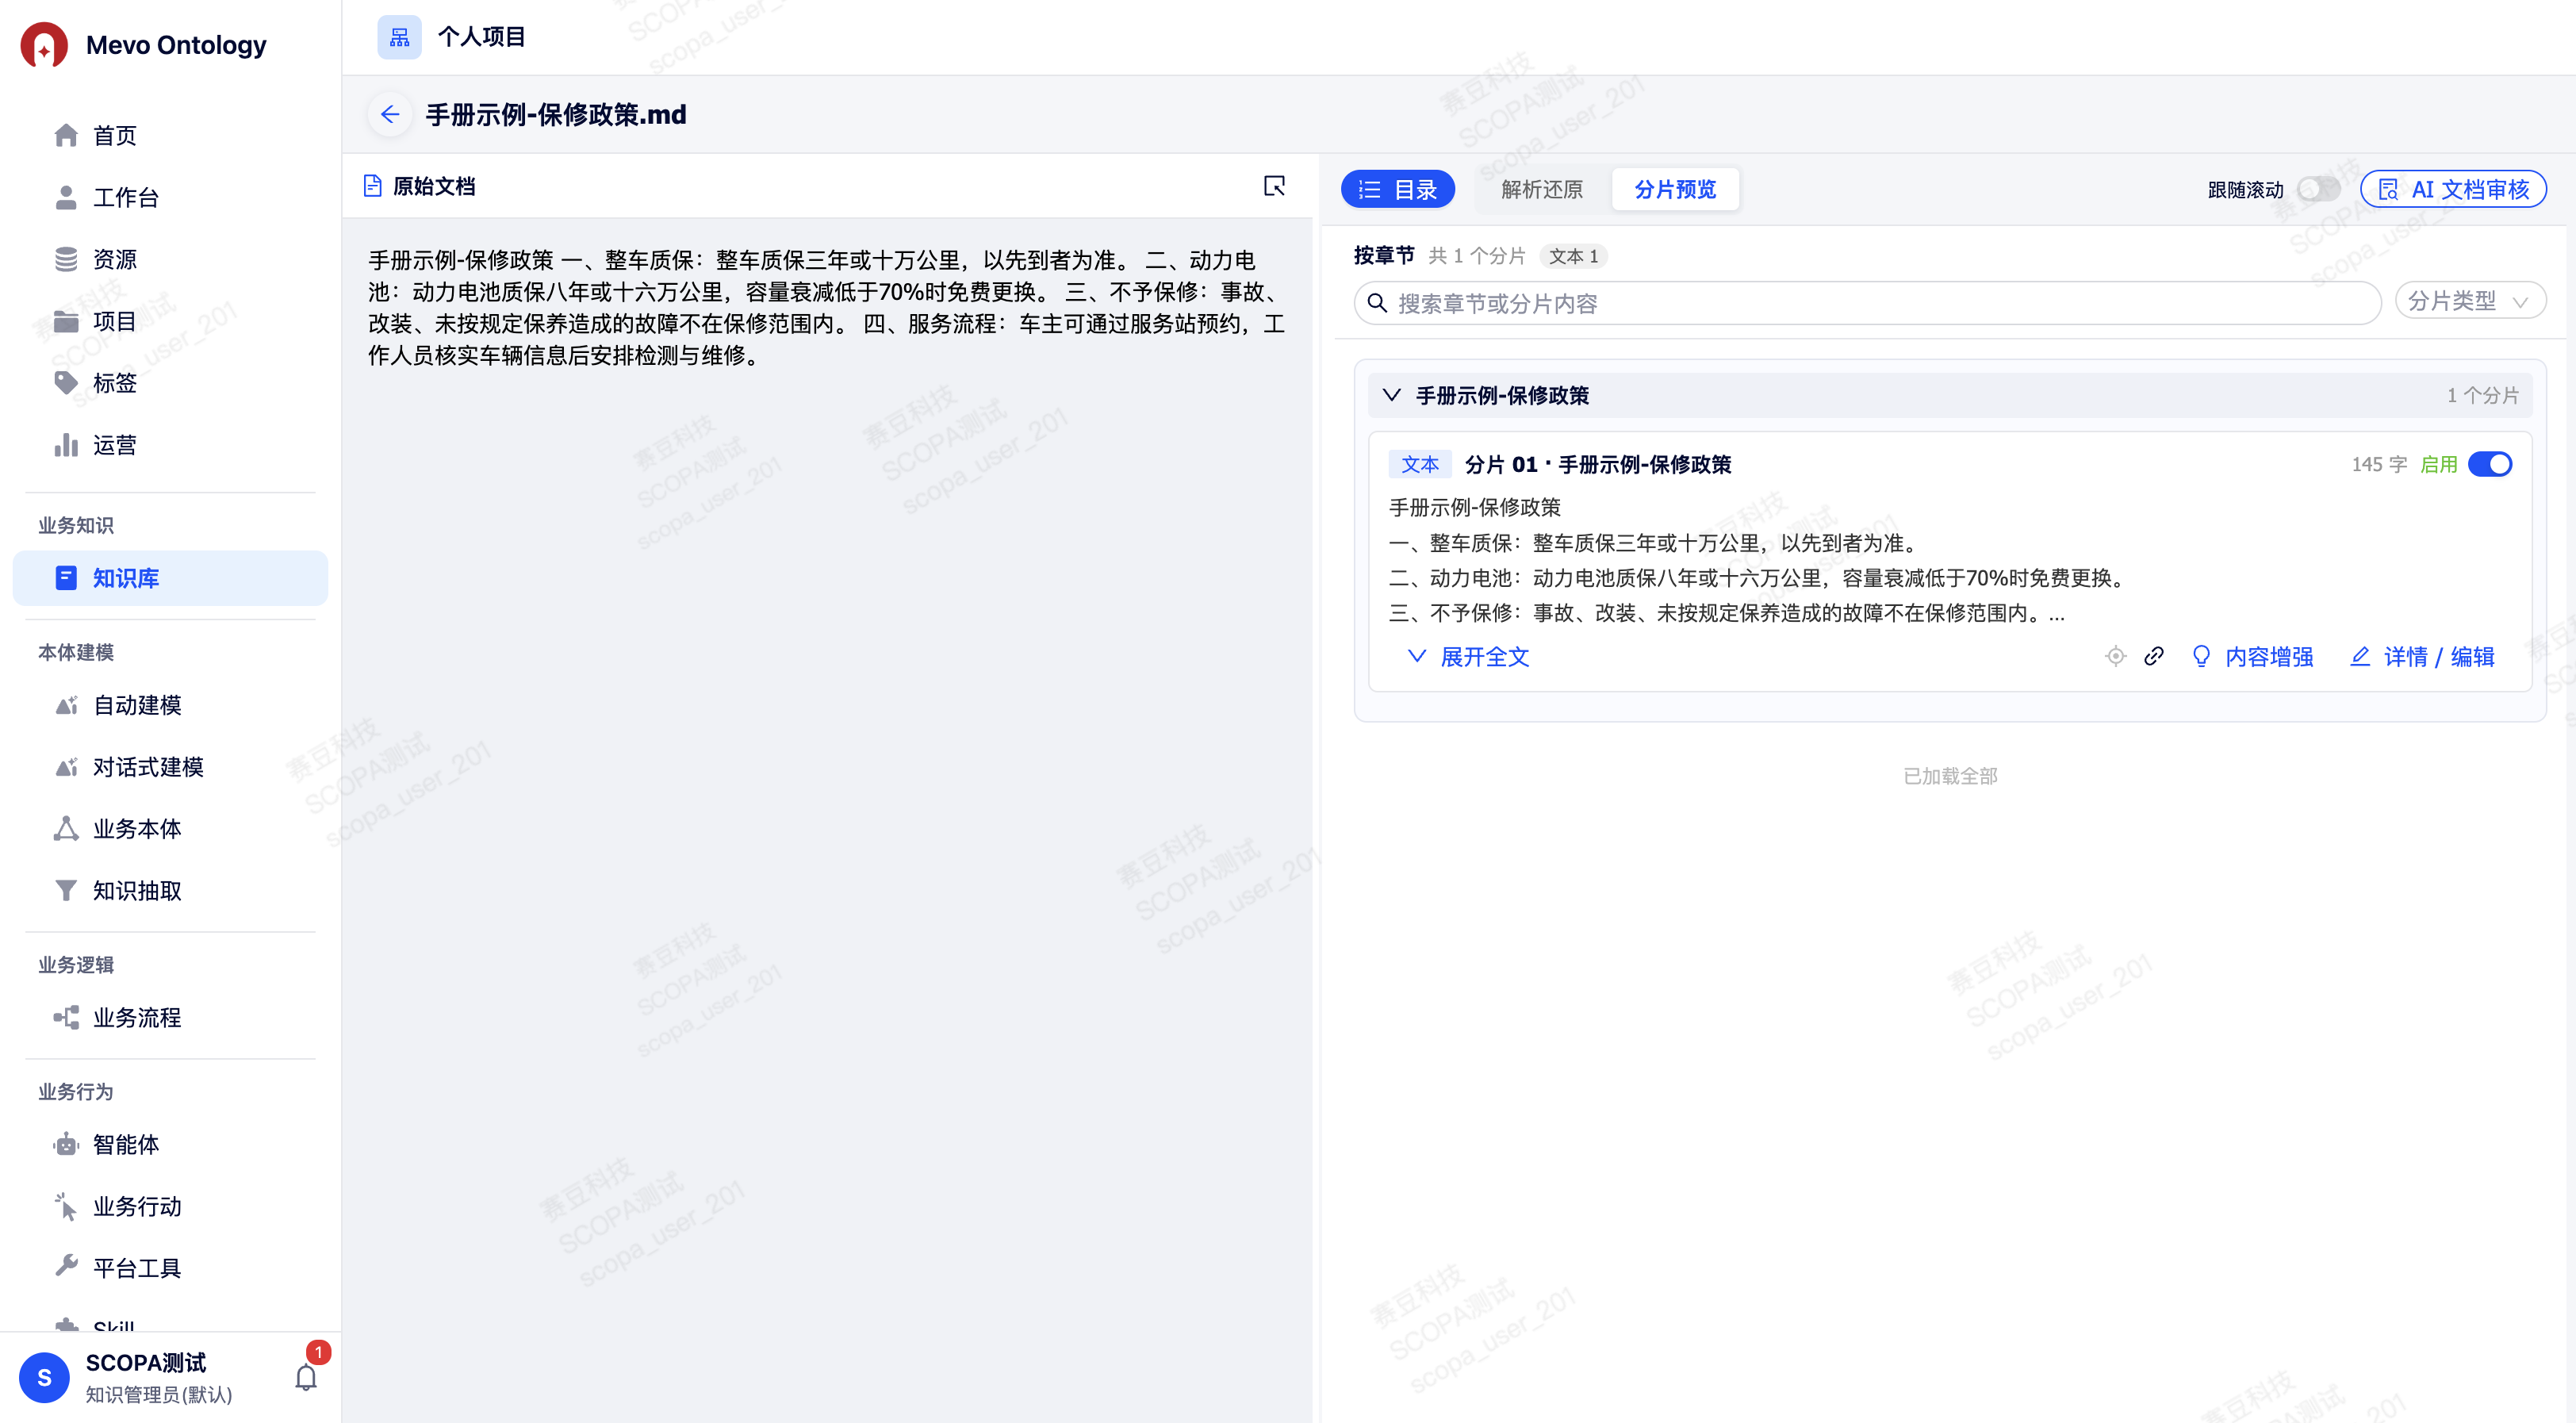 Mevo Ontology
首页
工作台
资源
项目
标签
运营
业务知识
知识库
本体建模
自动建模
对话式建模
业务本体
知识抽取
业务逻辑
业务流程
业务行为
智能体
业务行动
平台工具
Skill
S
SCOPA测试
知识管理员(默认)
1
个人项目
手册示例-保修政策.md
原始文档
手册示例-保修政策 一、整车质保：整车质保三年或十万公里，以先到者为准。 二、动力电
池：动力电池质保八年或十六万公里，容量衰减低于70%时免费更换。 三、不予保修：事故、
改装、未按规定保养造成的故障不在保修范围内。 四、服务流程：车主可通过服务站预约，工
作人员核实车辆信息后安排检测与维修。
目录
解析还原
分片预览
跟随滚动
AI 文档审核
按章节 共 1 个分片 文本 1
搜索章节或分片内容
分片类型
手册示例-保修政策
1 个分片
文本 分片 01 · 手册示例-保修政策
145 字 启用
手册示例-保修政策
一、整车质保：整车质保三年或十万公里，以先到者为准。
二、动力电池：动力电池质保八年或十六万公里，容量衰减低于70%时免费更换。
三、不予保修：事故、改装、未按规定保养造成的故障不在保修范围内。...
展开全文
内容增强
详情 / 编辑
已加载全部
赛豆科技
SCOPA测试
scopa_user_201